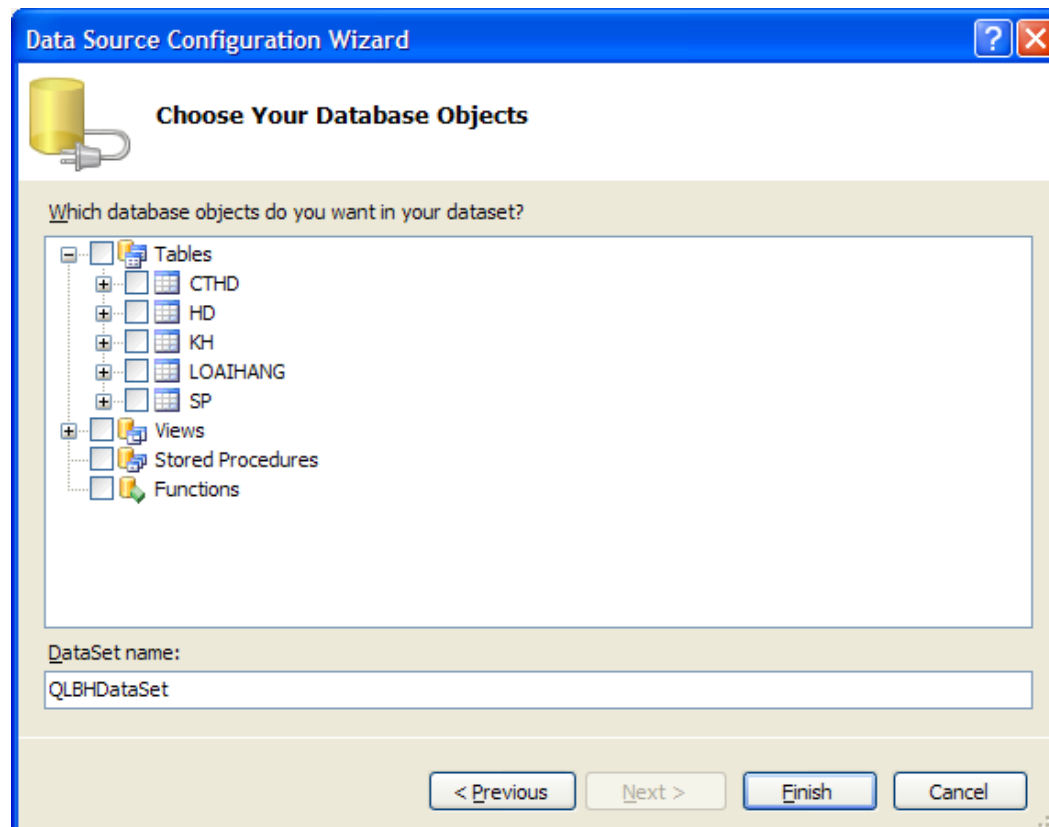 Data Source Configuration Wizard
Choose Your Database Objects
Which database objects do you want in your dataset?
Tables
CTHD
HD
KH
LOAIHANG
SP
Views
Stored Procedures
Functions
DataSet name:
QLBHDataSet
< Previous Next > Finish Cancel